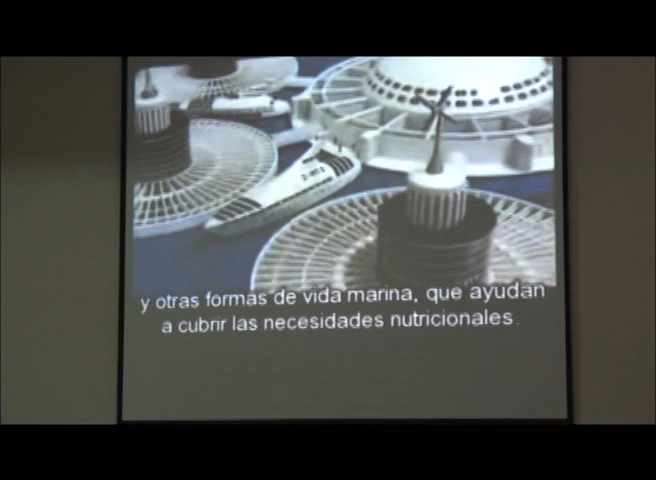 y otras formas de vida marina, que ayudan
a cubrir las necesidades nutricionales.